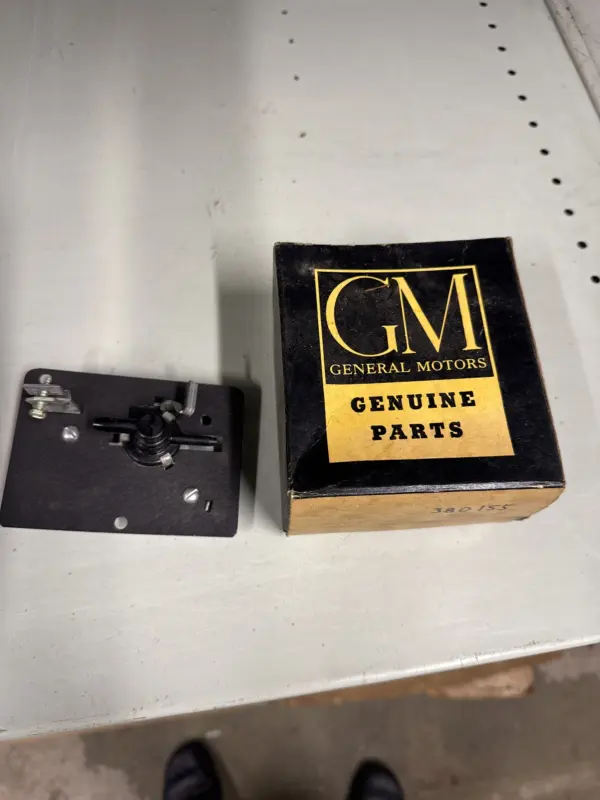 GM
GENERAL MOTORS
GENUINE
PARTS
380155